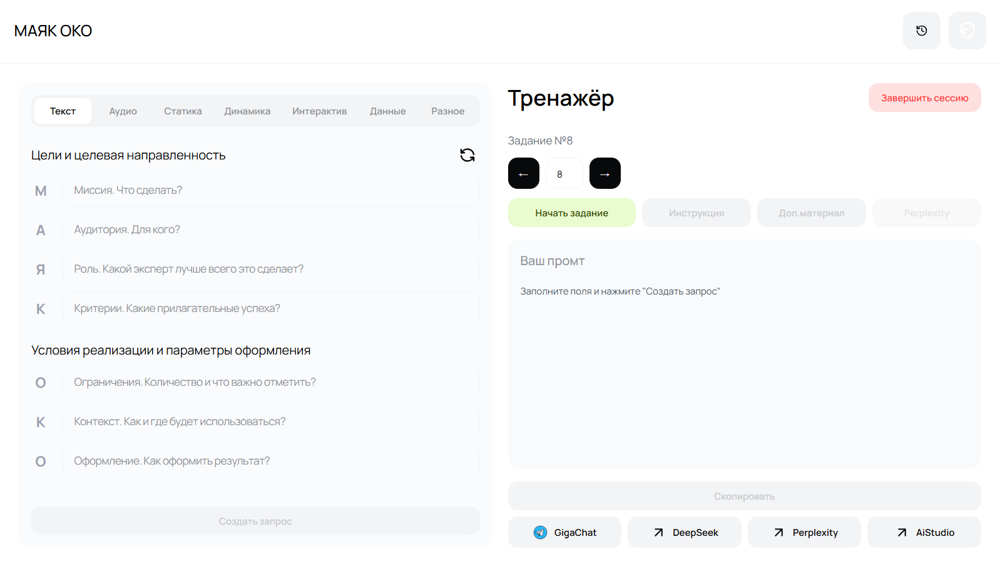 МАЯК ОКО
Текст Аудио Статика Динамика Интерактив Данные Разное
Цели и целевая направленность
М Миссия. Что сделать?
А Аудитория. Для кого?
Я Роль. Какой эксперт лучше всего это сделает?
К Критерии. Какие прилагательные успеха?
Условия реализации и параметры оформления
О Ограничения. Количество и что важно отметить?
К Контекст. Как и где будет использоваться?
О Оформление. Как оформить результат?
Создать запрос
Тренажёр
Завершить сессию
Задание №8
← 8 →
Начать задание Инструкция Доп.материал Perplexity
Ваш промт
Заполните поля и нажмите "Создать запрос"
Скопировать
GigaChat DeepSeek Perplexity AiStudio